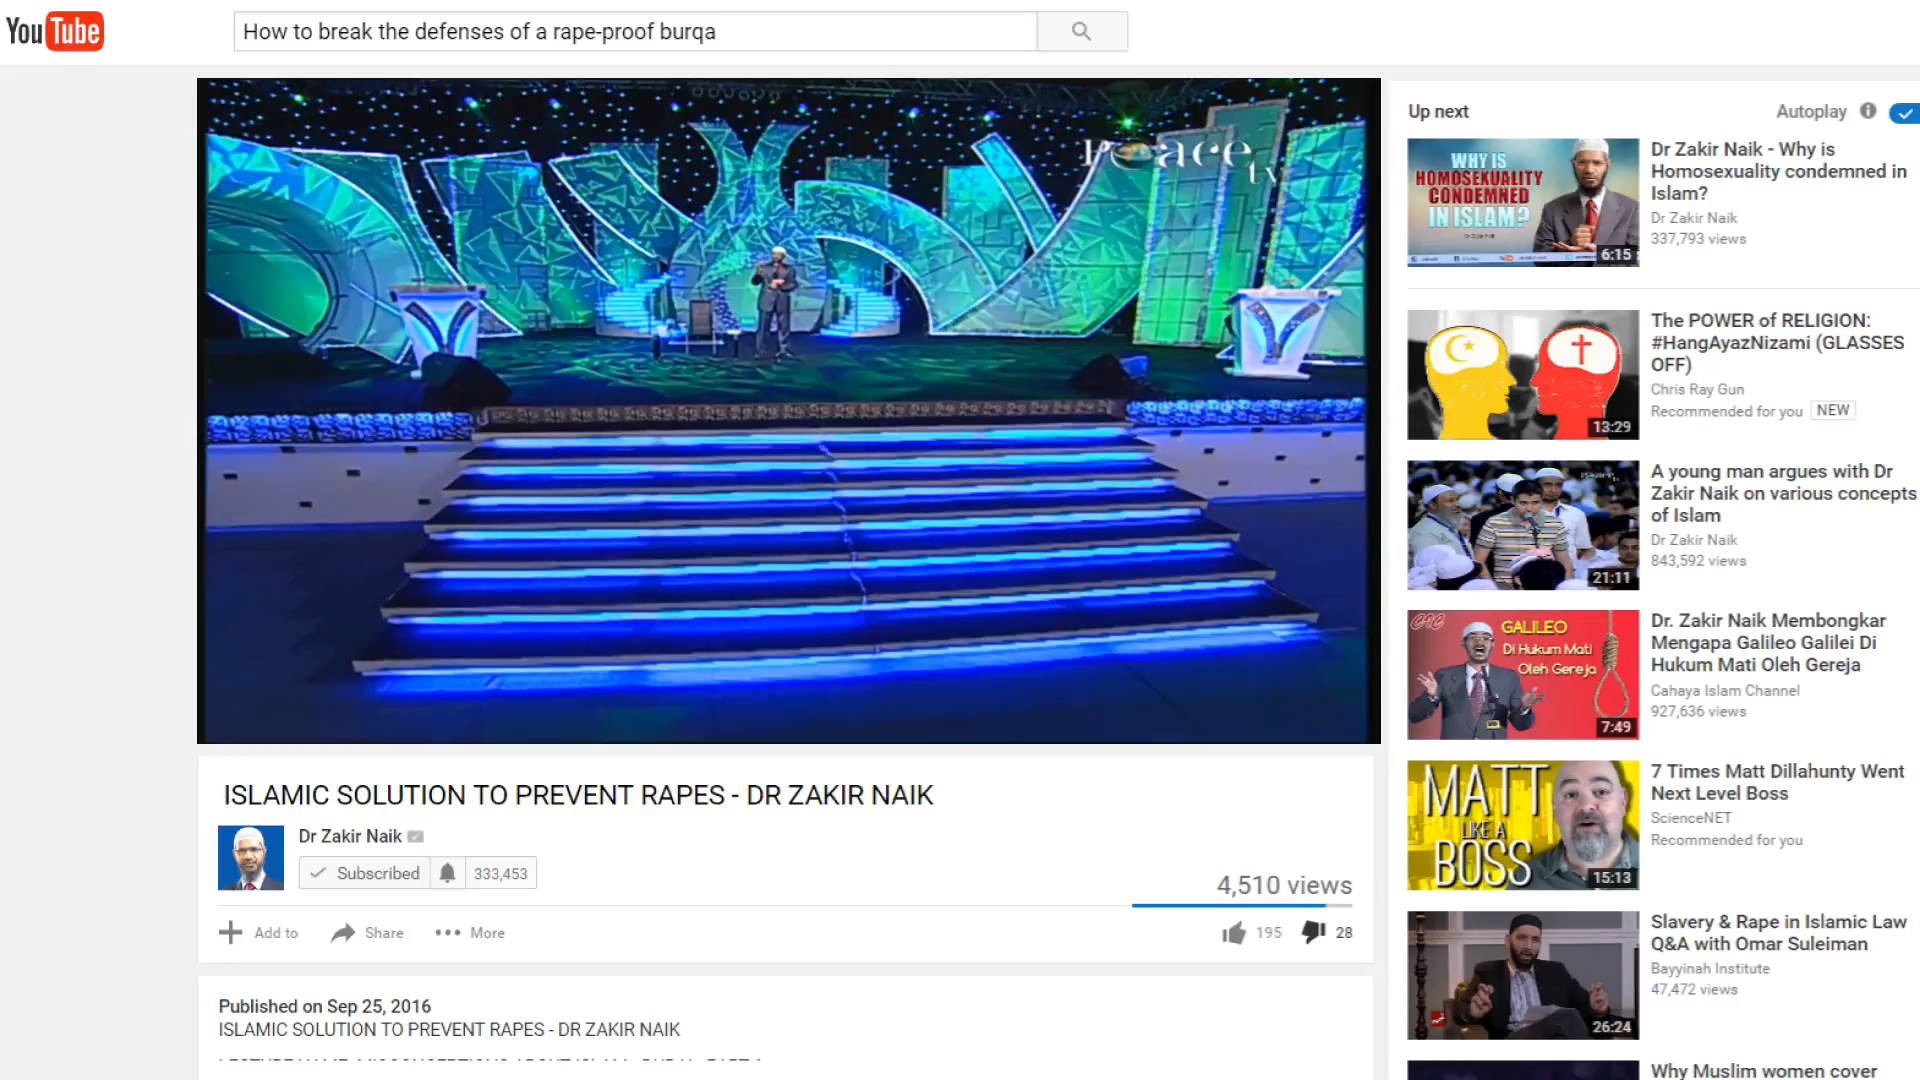 YouTube
How to break the defenses of a rape-proof burqa
Peace
tv
ISLAMIC SOLUTION TO PREVENT RAPES - DR ZAKIR NAIK
Dr Zakir Naik
Subscribed 333,453
4,510 views
Add to Share More
195 28
Published on Sep 25, 2016
ISLAMIC SOLUTION TO PREVENT RAPES - DR ZAKIR NAIK
Up next Autoplay
WHY IS
HOMOSEXUALITY
CONDEMNED
IN ISLAM?
6:15
Dr Zakir Naik - Why is
Homosexuality condemned in
Islam?
Dr Zakir Naik
337,793 views
13:29
The POWER of RELIGION:
#HangAyazNizami (GLASSES
OFF)
Chris Ray Gun
Recommended for you NEW
21:11
A young man argues with Dr
Zakir Naik on various concepts
of Islam
Dr Zakir Naik
843,592 views
CIC
GALILEO
Di Hukum Mati
Oleh Gereja
7:49
Dr. Zakir Naik Membongkar
Mengapa Galileo Galilei Di
Hukum Mati Oleh Gereja
Cahaya Islam Channel
927,636 views
MATT
LIKE A
BOSS
15:13
7 Times Matt Dillahunty Went
Next Level Boss
ScienceNET
Recommended for you
26:24
Slavery & Rape in Islamic Law
Q&A with Omar Suleiman
Bayyinah Institute
47,472 views
Why Muslim women cover